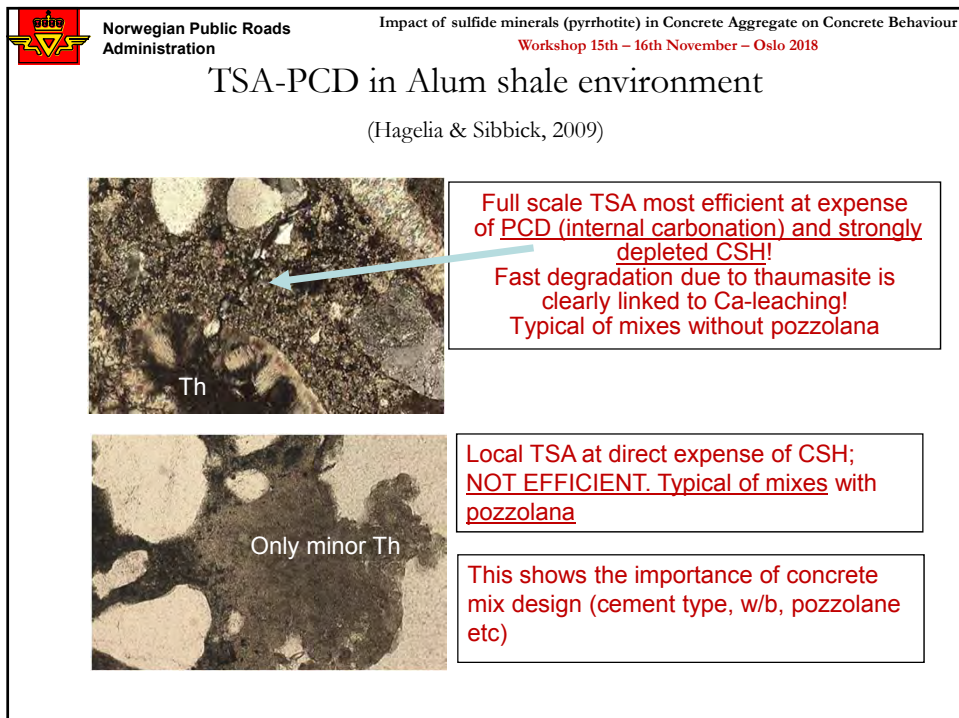 Norwegian Public Roads
Administration
Impact of sulfide minerals (pyrrhotite) in Concrete Aggregate on Concrete Behaviour
Workshop 15th – 16th November – Oslo 2018
TSA-PCD in Alum shale environment
(Hagelia & Sibbick, 2009)
Th
Full scale TSA most efficient at expense
of PCD (internal carbonation) and strongly
depleted CSH!
Fast degradation due to thaumasite is
clearly linked to Ca-leaching!
Typical of mixes without pozzolana
Only minor Th
Local TSA at direct expense of CSH;
NOT EFFICIENT. Typical of mixes with
pozzolana
This shows the importance of concrete
mix design (cement type, w/b, pozzolane
etc)